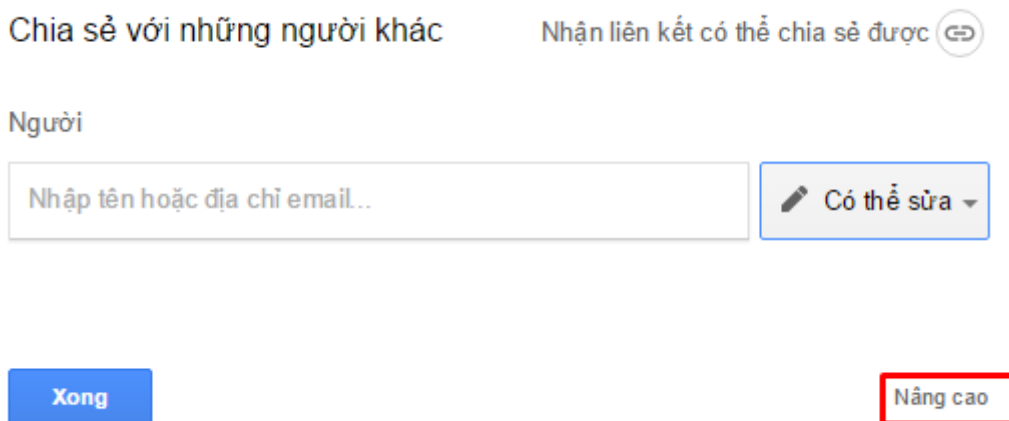 Chia sẻ với những người khác
Nhận liên kết có thể chia sẻ được
Người
Nhập tên hoặc địa chỉ email...
Có thể sửa
Xong
Nâng cao